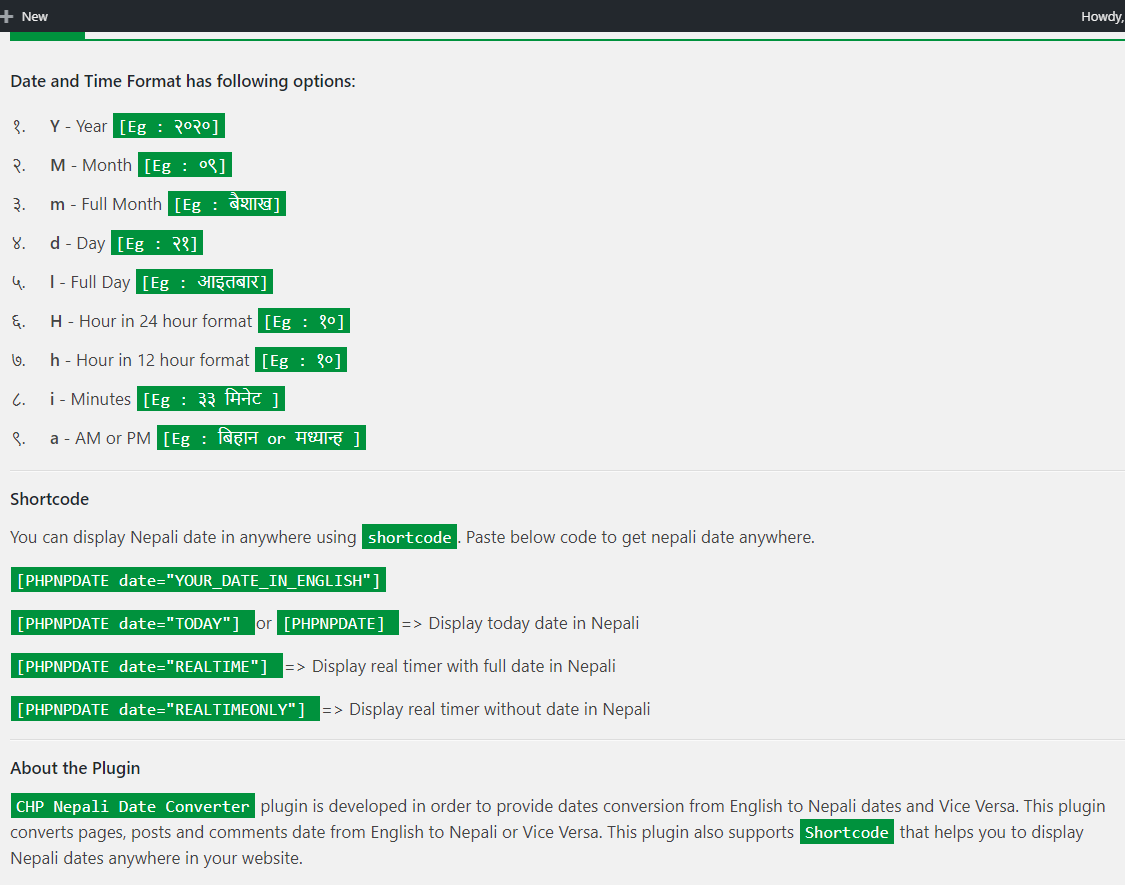 New
Howdy,
Date and Time Format has following options:
१. Y - Year [Eg : २०२०]
२. M - Month [Eg : ०९]
३. m - Full Month [Eg : बैशाख]
४. d - Day [Eg : २१]
५. l - Full Day [Eg : आइतबार]
६. H - Hour in 24 hour format [Eg : १०]
७. h - Hour in 12 hour format [Eg : १०]
८. i - Minutes [Eg : ३३ मिनेट ]
९. a - AM or PM [Eg : बिहान or मध्यान्ह ]
Shortcode
You can display Nepali date in anywhere using shortcode. Paste below code to get nepali date anywhere.
[PHPNPDATE date="YOUR_DATE_IN_ENGLISH"]
[PHPNPDATE date="TODAY"] or [PHPNPDATE] => Display today date in Nepali
[PHPNPDATE date="REALTIME"] => Display real timer with full date in Nepali
[PHPNPDATE date="REALTIMEONLY"] => Display real timer without date in Nepali
About the Plugin
CHP Nepali Date Converter plugin is developed in order to provide dates conversion from English to Nepali dates and Vice Versa. This plugin
converts pages, posts and comments date from English to Nepali or Vice Versa. This plugin also supports Shortcode that helps you to display
Nepali dates anywhere in your website.